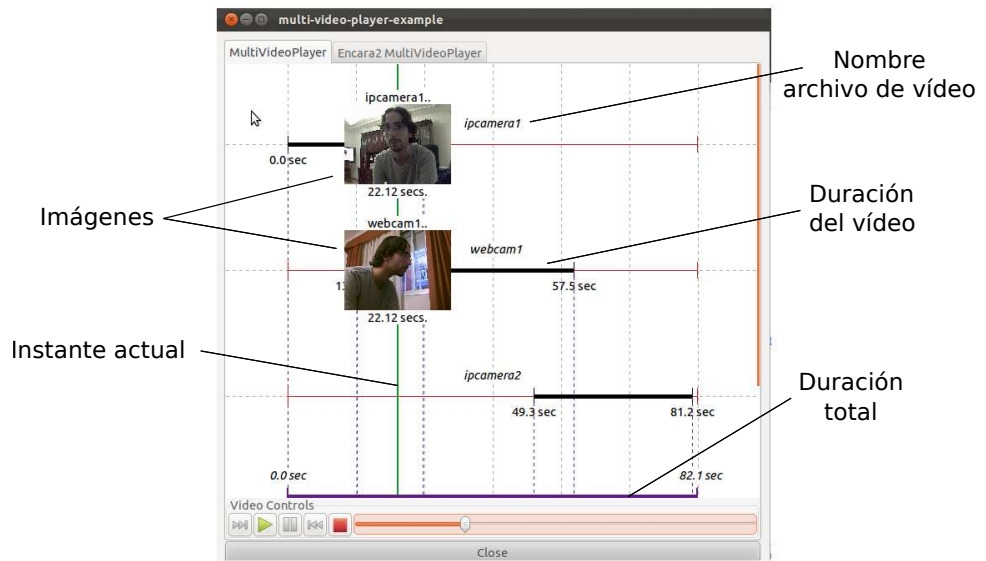 multi-video-player-example
MultiVideoPlayer
Encara2 MultiVideoPlayer
Nombre
archivo de vídeo
ipcamera1..
ipcamera1
0.0 sec
22.12 secs.
Imágenes
Duración
del vídeo
webcam1..
webcam1
57.5 sec
22.12 secs.
Instante actual
ipcamera2
49.3 sec
81.2 sec
Duración
total
0.0 sec
82.1 sec
Video Controls
Close